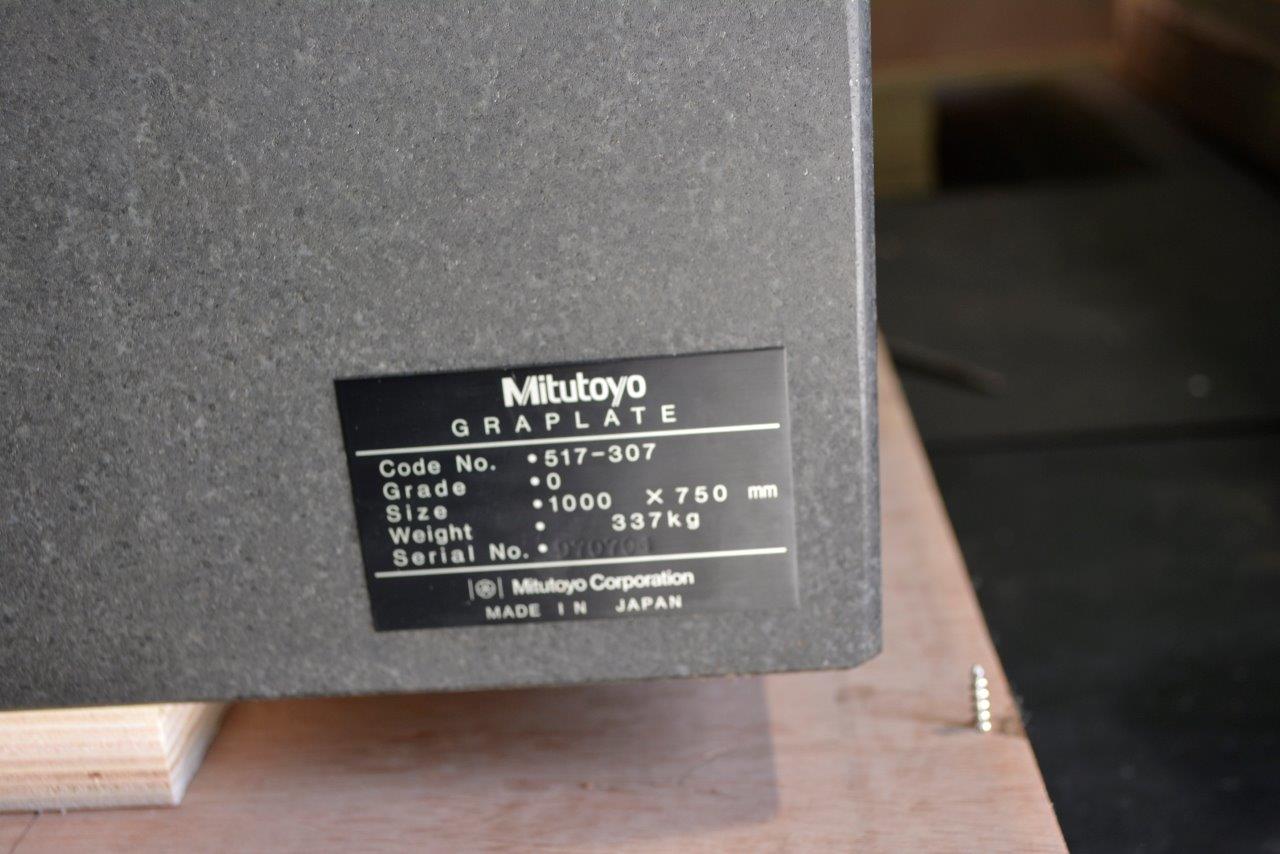 Mitutoyo
GRAPLATE
Code No. •517-307
Grade •0
Size •1000 × 750 mm
Weight • 337kg
Serial No. •
Mitutoyo Corporation
MADE IN JAPAN